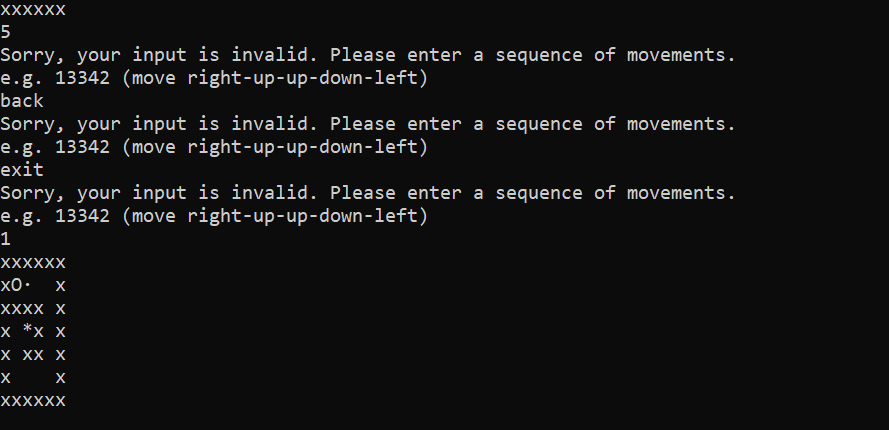 xxxxxx
5
Sorry, your input is invalid. Please enter a sequence of movements.
e.g. 13342 (move right-up-up-down-left)
back
Sorry, your input is invalid. Please enter a sequence of movements.
e.g. 13342 (move right-up-up-down-left)
exit
Sorry, your input is invalid. Please enter a sequence of movements.
e.g. 13342 (move right-up-up-down-left)
1
xxxxxx
xO·  x
xxxx x
x *x x
x xx x
x    x
xxxxxx